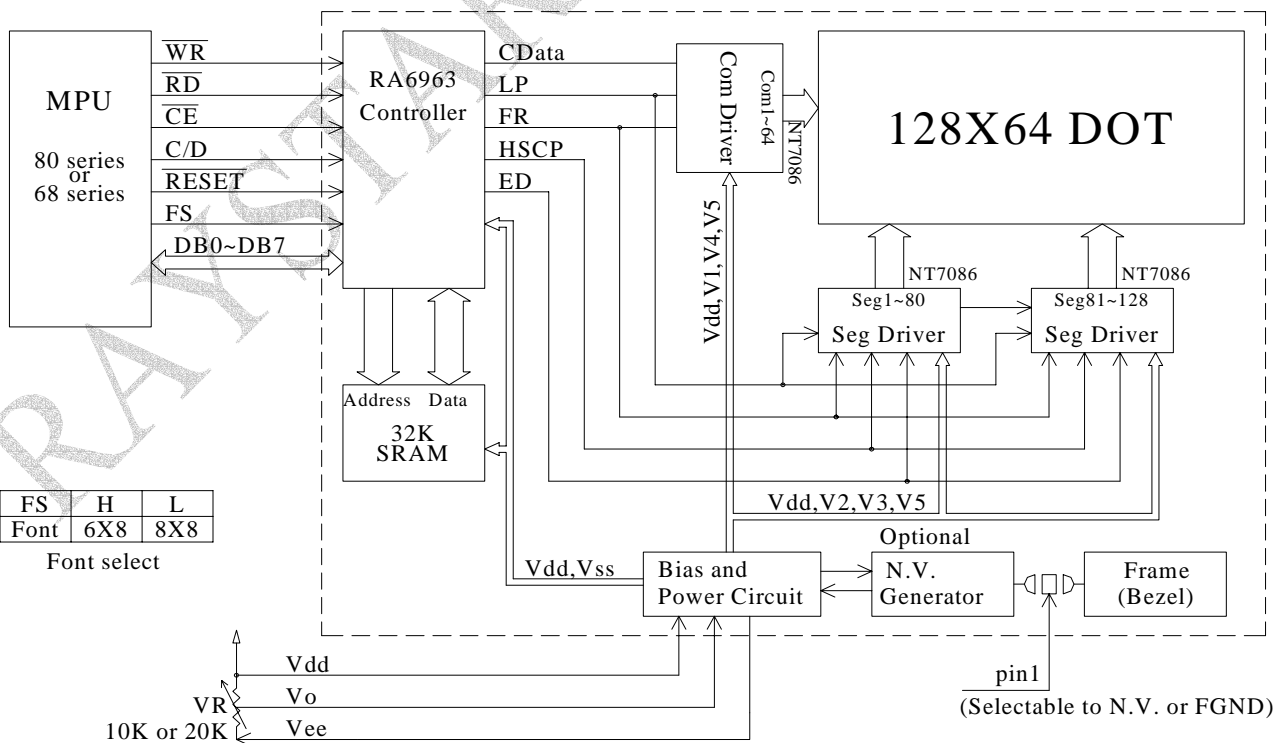 RAYSTAR
MPU
80 series
or
68 series
WR
RD
CE
C/D
RESET
FS
DB0~DB7
RA6963
Controller
CData
LP
FR
HSCP
ED
Com Driver
Com1~64
NT7086
128X64 DOT
Vdd,V1,V4,V5
NT7086
NT7086
Seg1~80
Seg Driver
Seg81~128
Seg Driver
Address Data
32K
SRAM
FS H L
Font 6X8 8X8
Font select
Vdd,V2,V3,V5
Vdd,Vss
Bias and
Power Circuit
Optional
N.V.
Generator
Frame
(Bezel)
pin1
(Selectable to N.V. or FGND)
Vdd
Vo
Vee
VR
10K or 20K